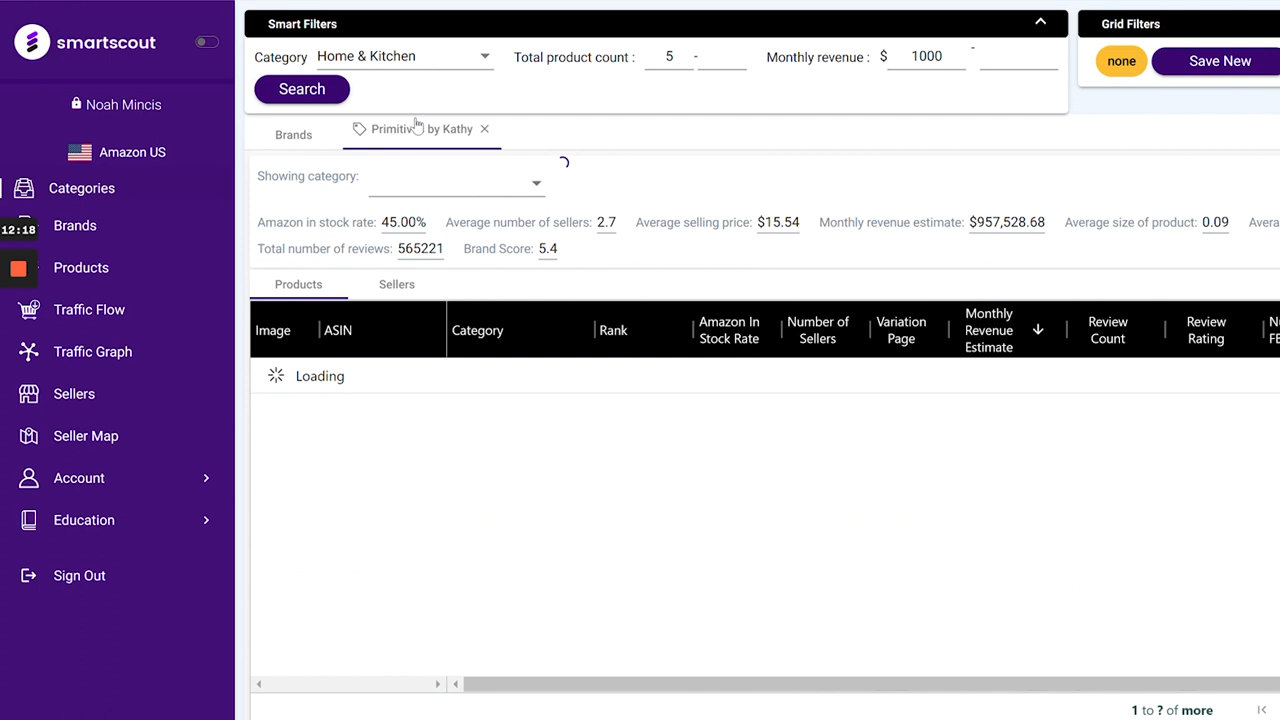 smartscout
Noah Mincis
Amazon US
Categories
12:18
Brands
Products
Traffic Flow
Traffic Graph
Sellers
Seller Map
Account
Education
Sign Out
Smart Filters
Category Home & Kitchen Total product count : 5 - Monthly revenue : $ 1000 -
Search
Grid Filters
none Save New
Brands by Kathy
Showing category:
Amazon in stock rate: 45.00% Average number of sellers: 2.7 Average selling price: $15.54 Monthly revenue estimate: $957,528.68 Average size of product: 0.09
Total number of reviews: 565221 Brand Score: 5.4
Products Sellers
Image ASIN Category Rank
Amazon In
Stock Rate
Number of
Sellers
Variation
Page
Monthly
Revenue
Estimate
Review
Count
Review
Rating
Loading
1 to ? of more